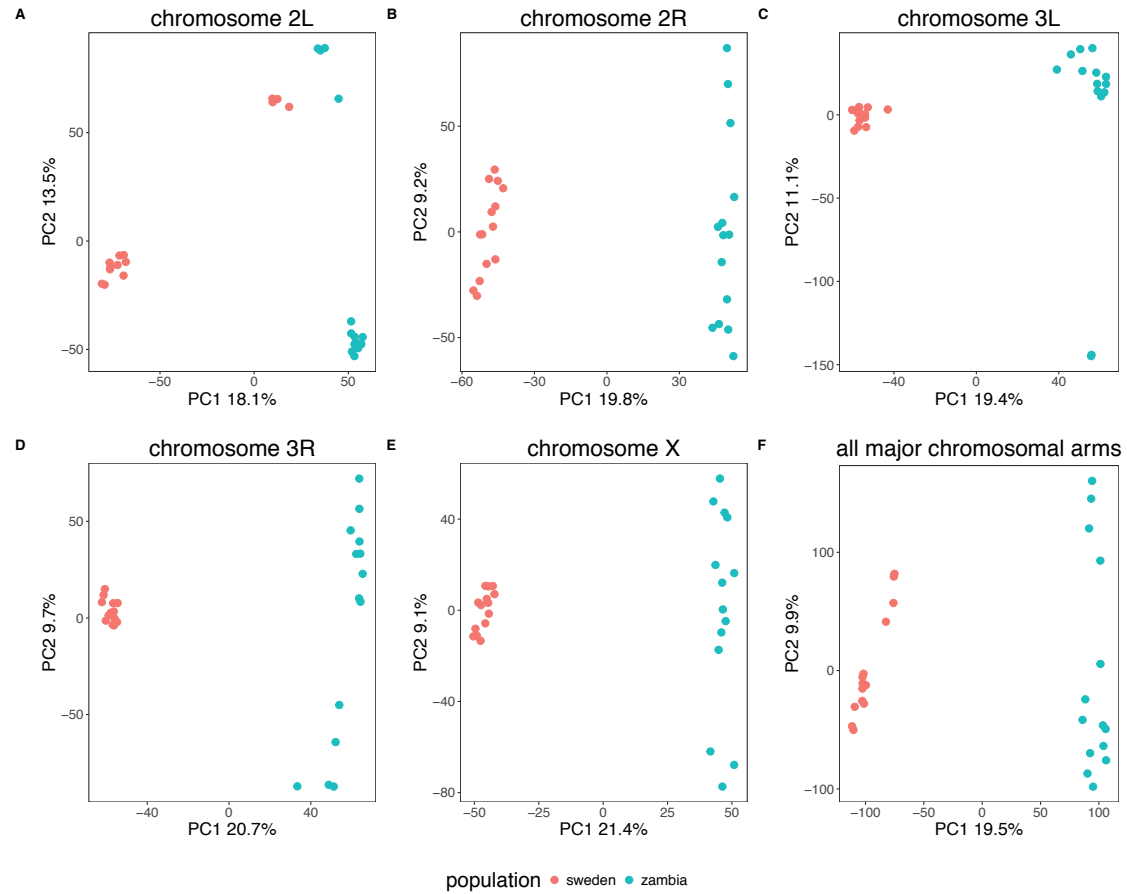 A chromosome 2L
PC2 13.5%
50
0
−50
−50 0 50
PC1 18.1%
B chromosome 2R
PC2 9.2%
50
0
−50
−60 −30 0 30
PC1 19.8%
C chromosome 3L
PC2 11.1%
0
−50
−100
−150
−40 0 40
PC1 19.4%
D chromosome 3R
PC2 9.7%
50
0
−50
−40 0 40
PC1 20.7%
E chromosome X
PC2 9.1%
40
0
−40
−80
−50 −25 0 25 50
PC1 21.4%
F all major chromosomal arms
PC2 9.9%
100
0
−100
−100 −50 0 50 100
PC1 19.5%
population sweden zambia